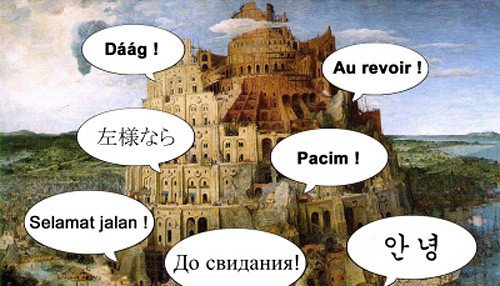 Dáág !
Au revoir !
左様なら
Pacim !
Selamat jalan !
До свидания!
안녕